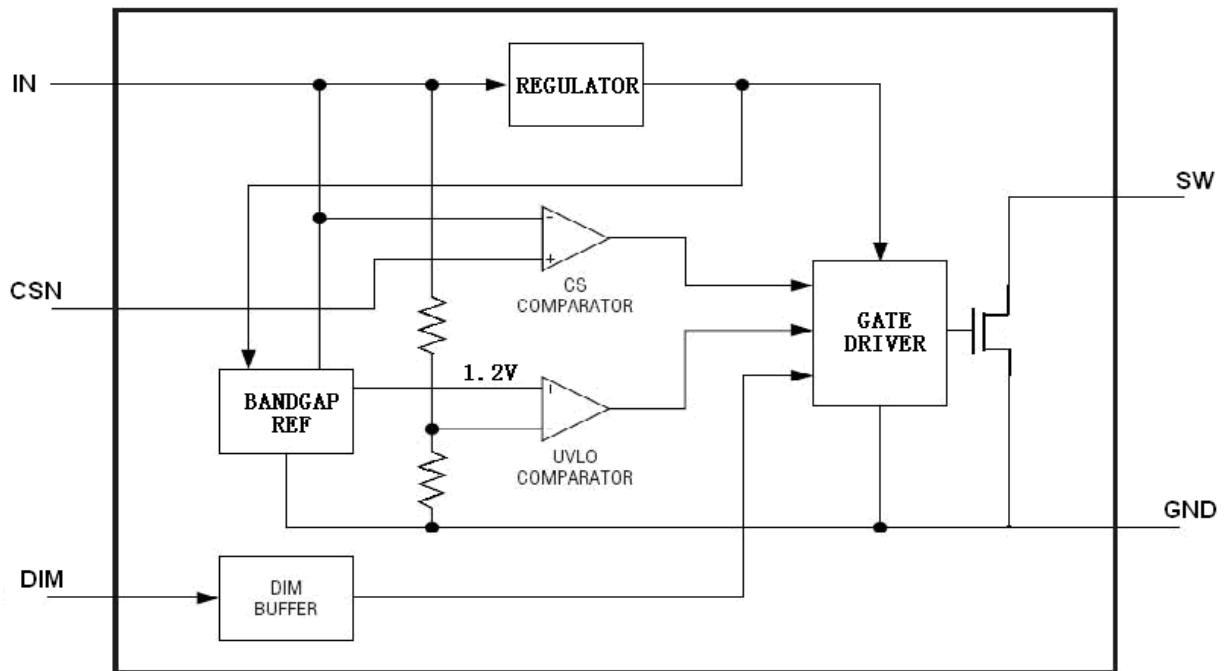 IN
REGULATOR
SW
CSN
-
+
CS
COMPARATOR
GATE
DRIVER
1.2V
BANDGAP
REF
UVLO
COMPARATOR
GND
DIM
DIM
BUFFER